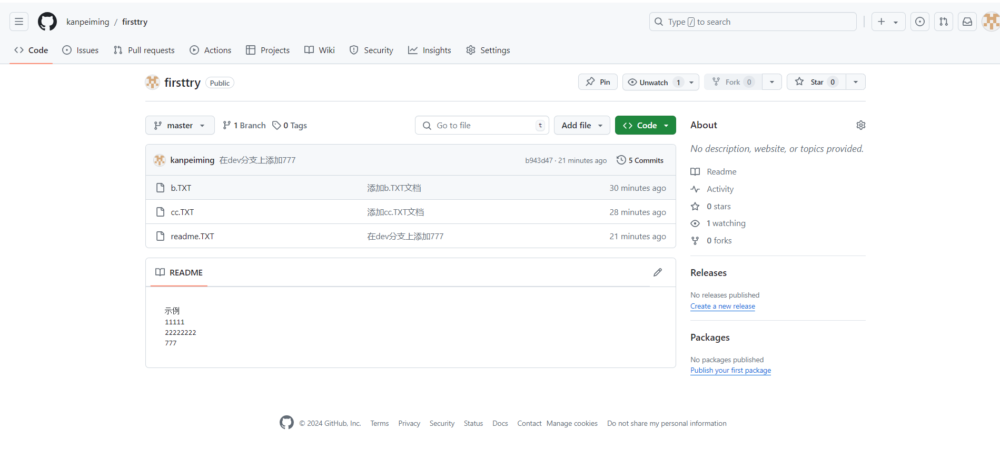 kanpeiming / firsttry
Type / to search
Code Issues Pull requests Actions Projects Wiki Security Insights Settings
firsttry Public
Pin Unwatch 1 Fork 0 Star 0
master 1 Branch 0 Tags Go to file t Add file Code
kanpeiming 在dev分支上添加777 b943d47 · 21 minutes ago 5 Commits
b.TXT 添加b.TXT文档 30 minutes ago
cc.TXT 添加cc.TXT文档 28 minutes ago
readme.TXT 在dev分支上添加777 21 minutes ago
README
示例
11111
22222222
777
About
No description, website, or topics provided.
Readme
Activity
0 stars
1 watching
0 forks
Releases
No releases published
Create a new release
Packages
No packages published
Publish your first package
© 2024 GitHub, Inc. Terms Privacy Security Status Docs Contact Manage cookies Do not share my personal information